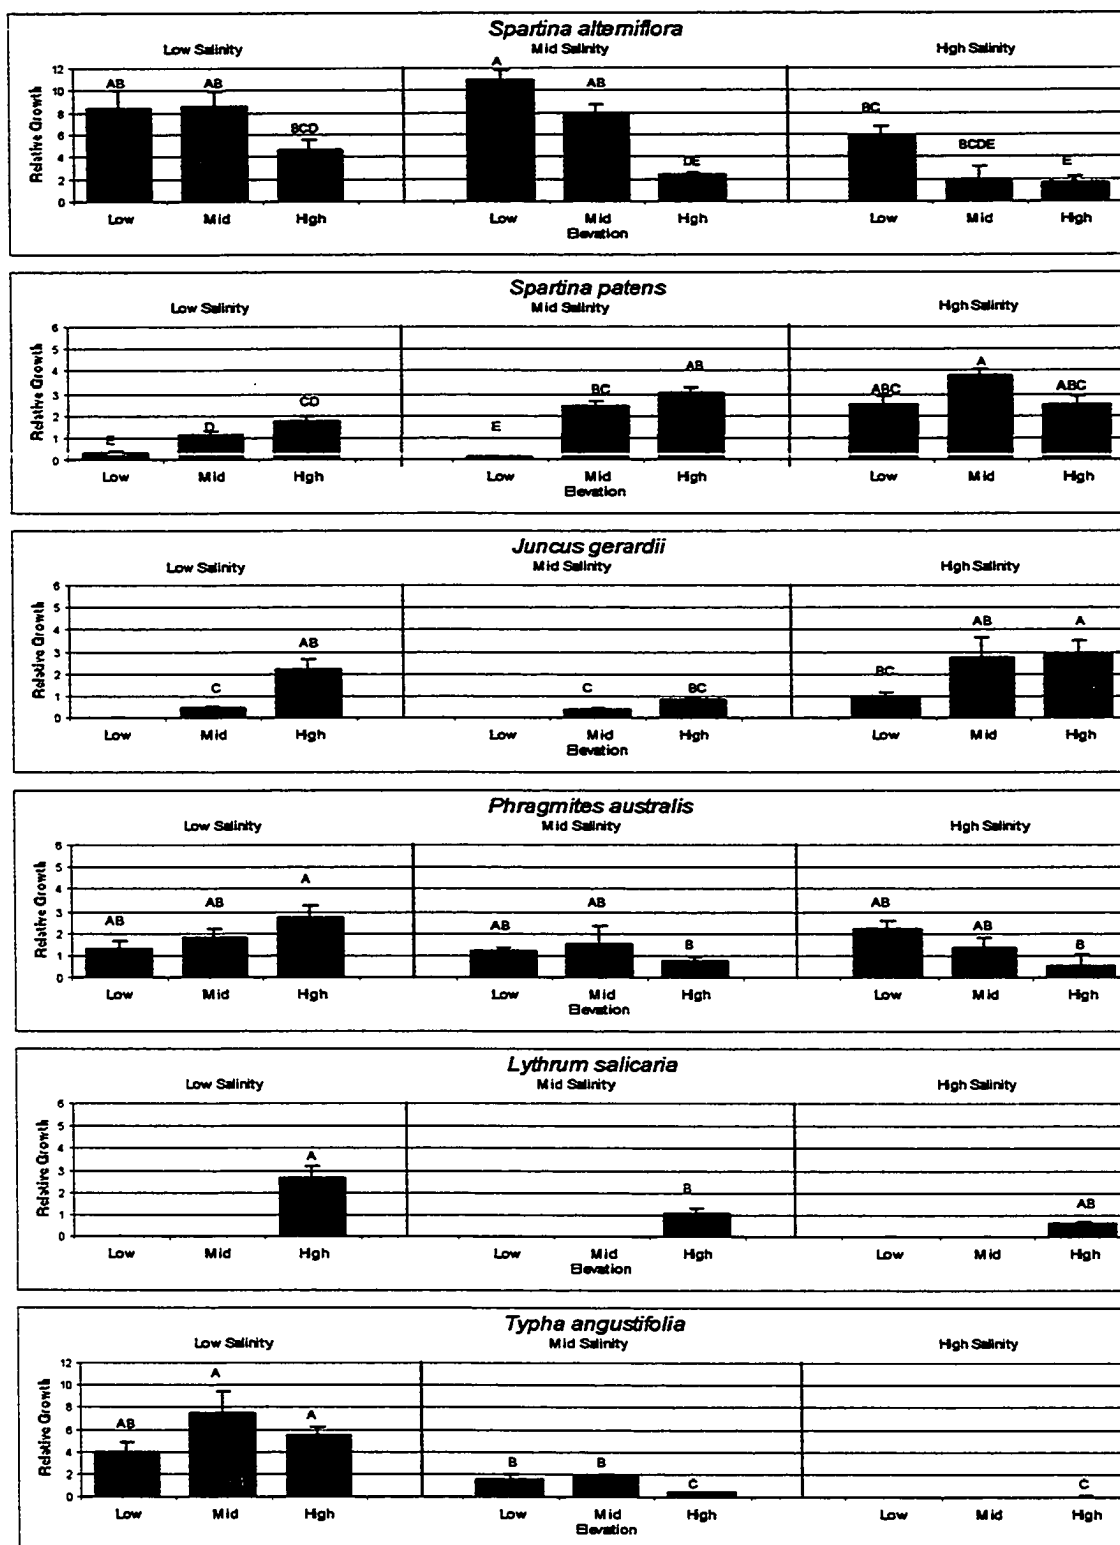 Spartina alterniflora
Low Salinity Mid Salinity High Salinity
Relative Growth
12
10
8
6
4
2
0
AB AB BCD A AB DE BC BCDE E
Low Mid High Low Mid High Low Mid High
Elevation
Spartina patens
Low Salinity Mid Salinity High Salinity
Relative Growth
6
5
4
3
2
1
0
E D CD E BC AB ABC A ABC
Low Mid High Low Mid High Low Mid High
Elevation
Juncus gerardii
Low Salinity Mid Salinity High Salinity
Relative Growth
6
5
4
3
2
1
0
C AB C BC BC AB A
Low Mid High Low Mid High Low Mid High
Elevation
Phragmites australis
Low Salinity Mid Salinity High Salinity
Relative Growth
6
5
4
3
2
1
0
AB AB A AB AB B AB AB B
Low Mid High Low Mid High Low Mid High
Elevation
Lythrum salicaria
Low Salinity Mid Salinity High Salinity
Relative Growth
6
5
4
3
2
1
0
A B AB
Low Mid High Low Mid High Low Mid High
Elevation
Typha angustifolia
Low Salinity Mid Salinity High Salinity
Relative Growth
12
10
8
6
4
2
0
AB A A B B C C
Low Mid High Low Mid High Low Mid High
Elevation